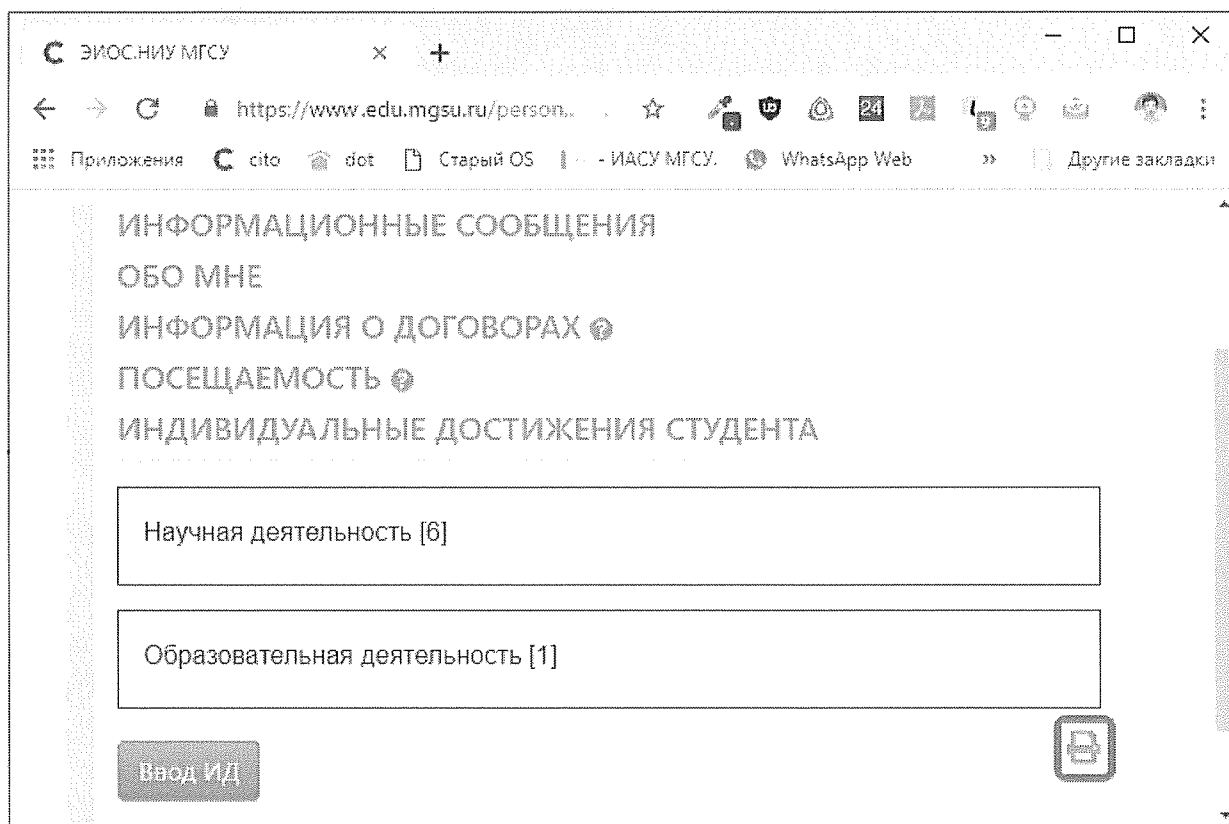 ЭИОС.НИУ МГСУ
https://www.edu.mgsu.ru/person..
24
9
Приложения cito dot Старый OS - ИАСУ МГСУ. WhatsApp Web » Другие закладки
ИНФОРМАЦИОННЫЕ СООБЩЕНИЯ
ОБО МНЕ
ИНФОРМАЦИЯ О ДОГОВОРАХ ?
ПОСЕЩАЕМОСТЬ ?
ИНДИВИДУАЛЬНЫЕ ДОСТИЖЕНИЯ СТУДЕНТА
Научная деятельность [6]
Образовательная деятельность [1]
Ввод ИД